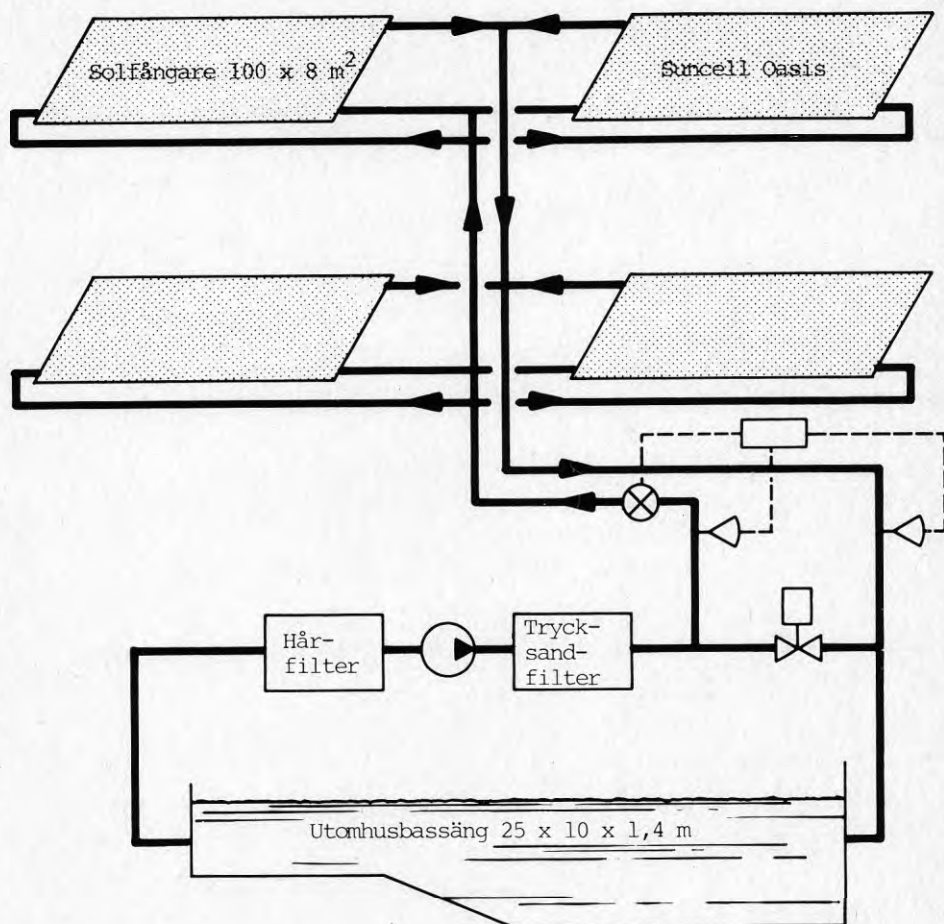 Solfångare 100 x 8 m²
Suncell Oasis
Hår-
filter
Tryck-
sand-
filter
Utomhusbassäng 25 x 10 x 1,4 m